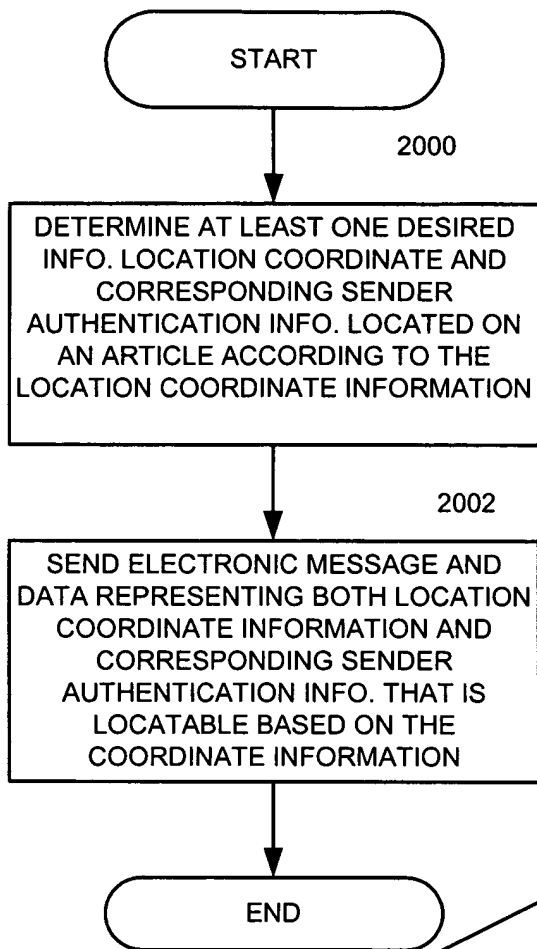 START
2000
DETERMINE AT LEAST ONE DESIRED
INFO. LOCATION COORDINATE AND
CORRESPONDING SENDER
AUTHENTICATION INFO. LOCATED ON
AN ARTICLE ACCORDING TO THE
LOCATION COORDINATE INFORMATION
2002
SEND ELECTRONIC MESSAGE AND
DATA REPRESENTING BOTH LOCATION
COORDINATE INFORMATION AND
CORRESPONDING SENDER
AUTHENTICATION INFO. THAT IS
LOCATABLE BASED ON THE
COORDINATE INFORMATION
END